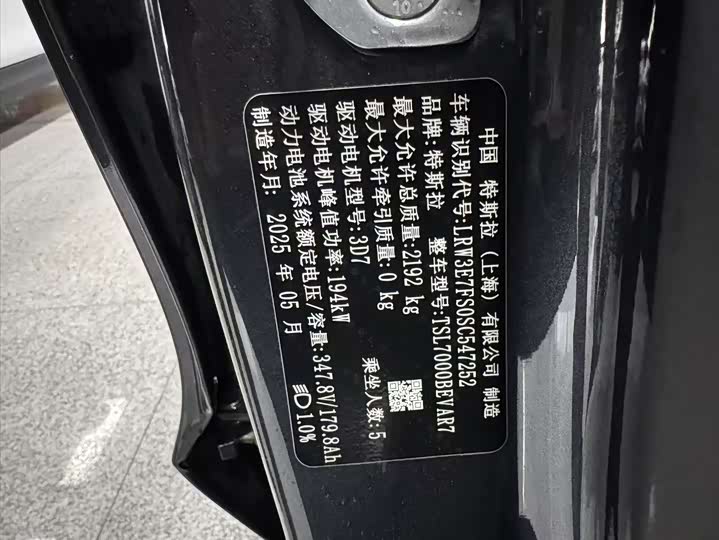 中国 特斯拉（上海）有限公司 制造
车辆识别代号:LRW3E7FS0SC547252
品牌:特斯拉 整车型号:TSL7000BEVAR7
最大允许总质量:2192 kg
最大允许牵引质量: 0 kg 乘坐人数:5
驱动电机型号:3D7
驱动电机峰值功率:194kW
动力电池系统额定电压/容量:347.8V/179.8Ah
制造年月: 2025 年 05 月 1.0%
10